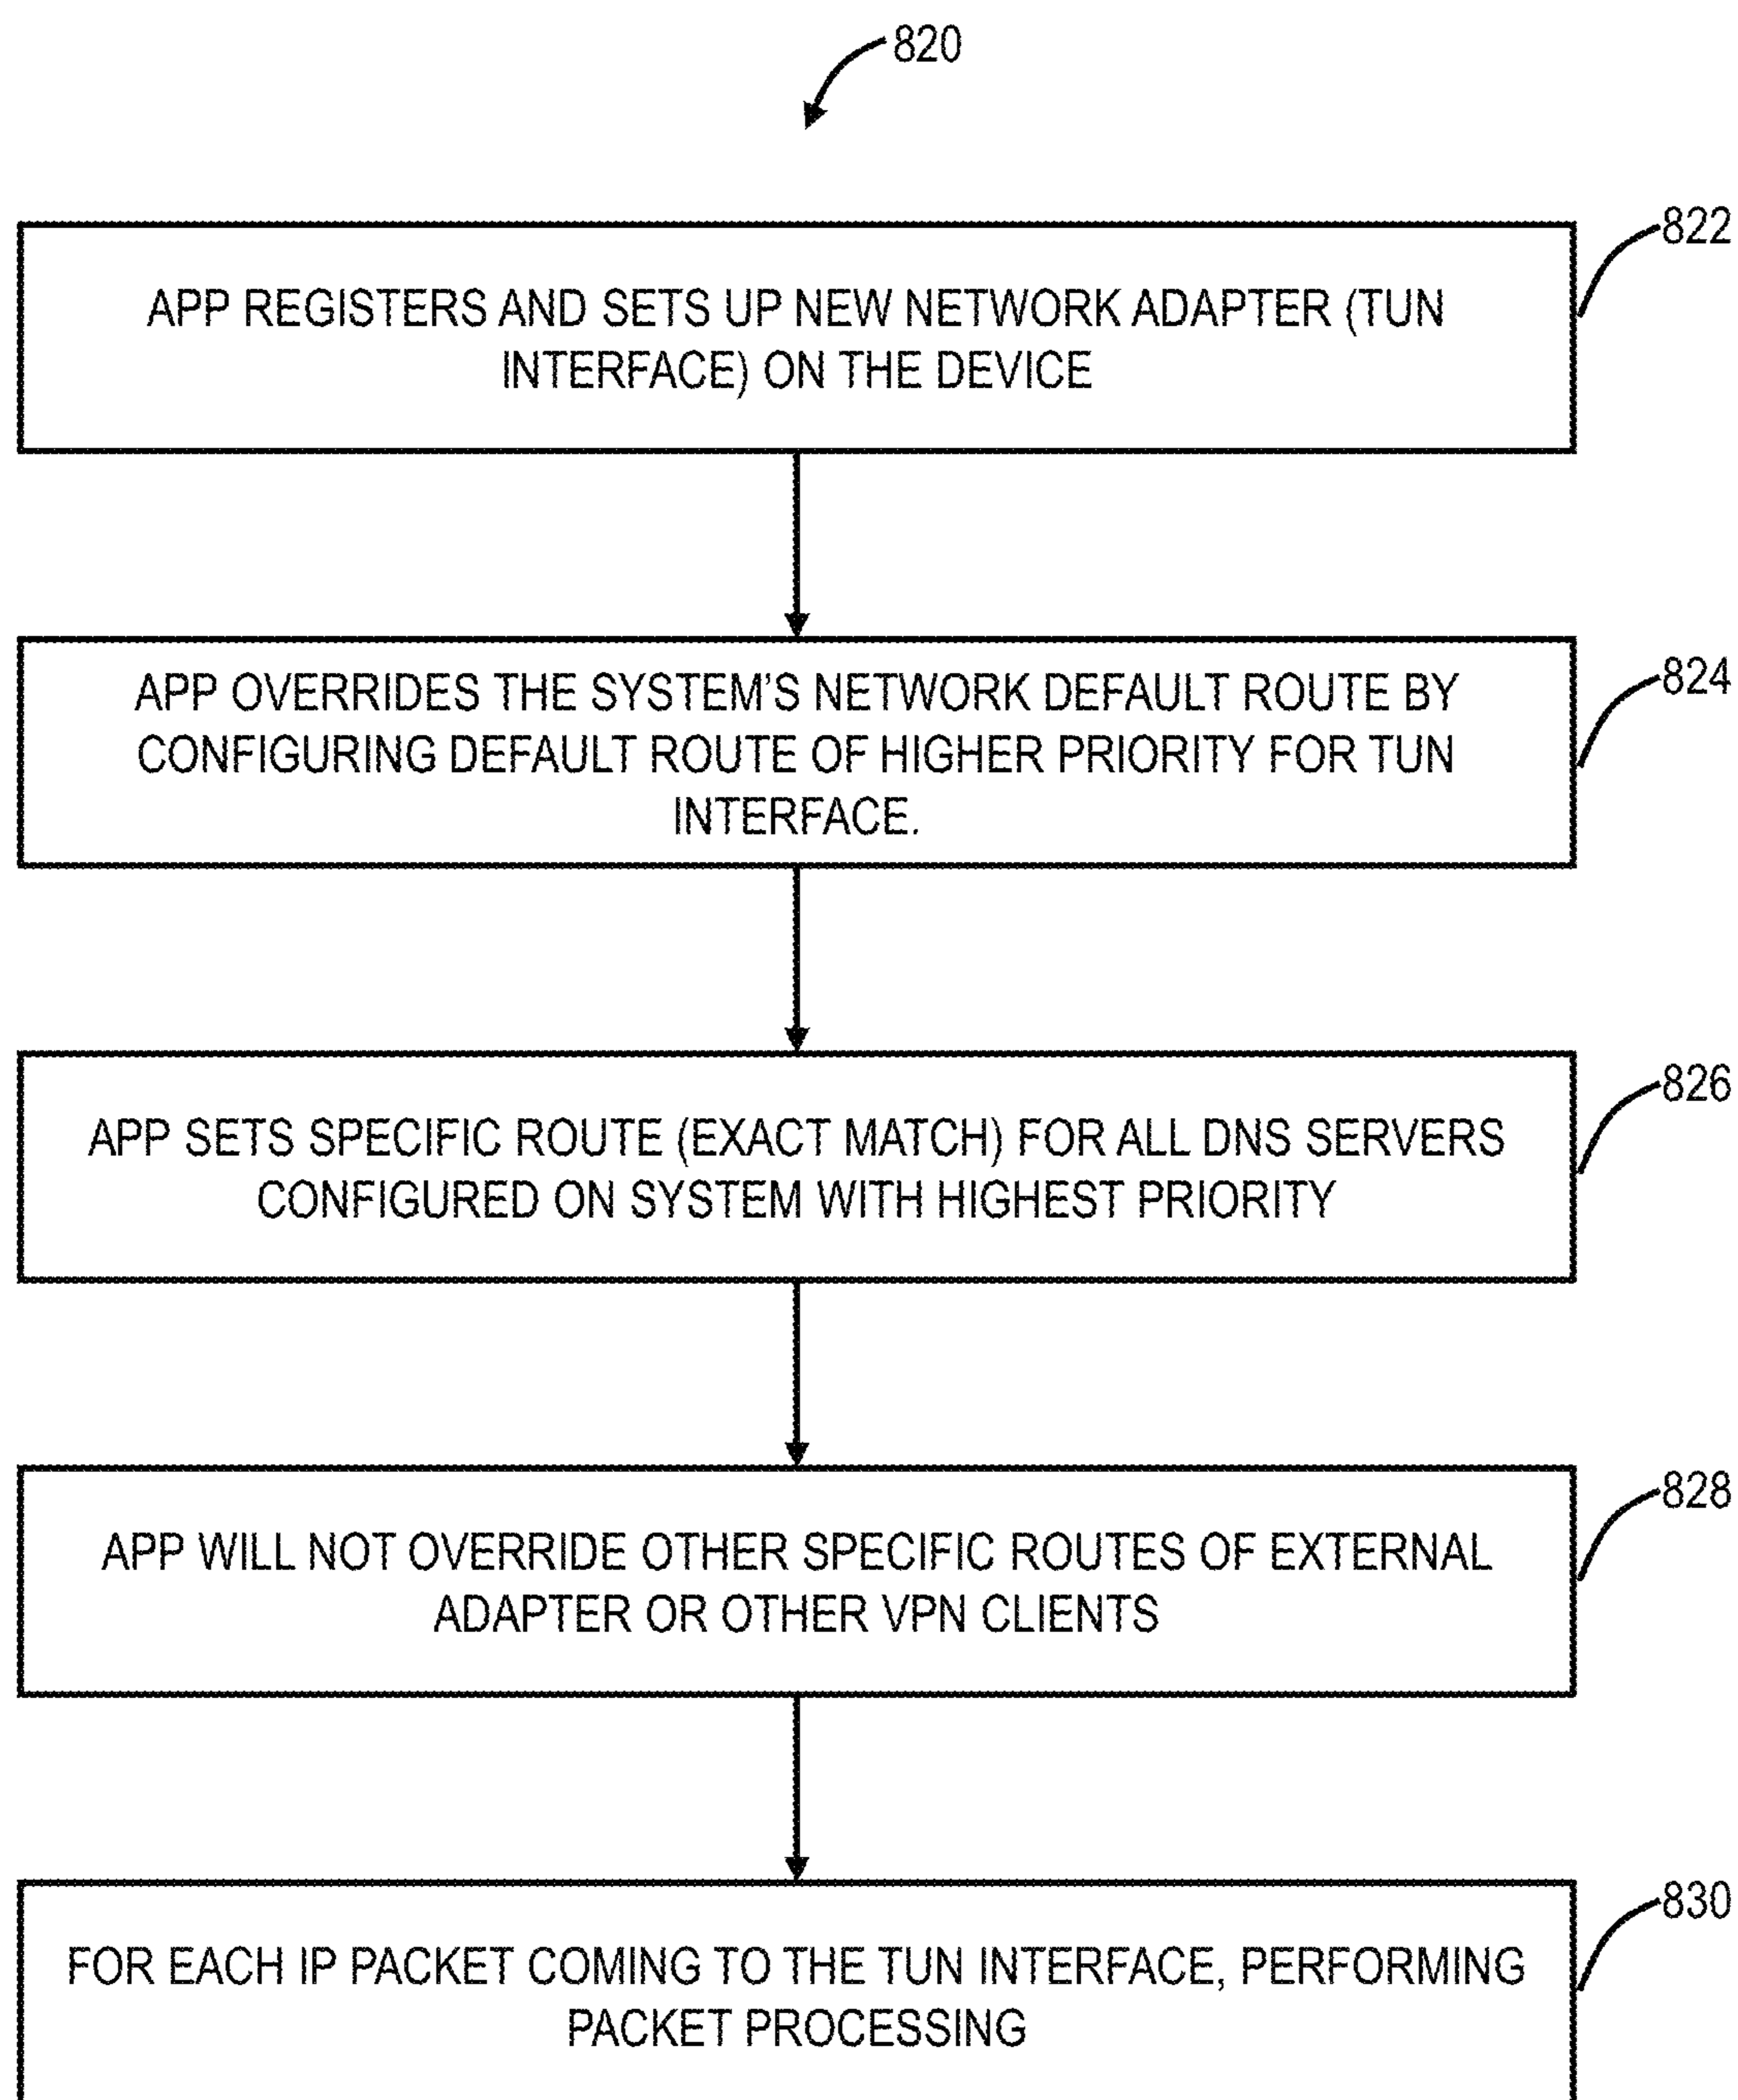 820
822
APP REGISTERS AND SETS UP NEW NETWORK ADAPTER (TUN
INTERFACE) ON THE DEVICE
824
APP OVERRIDES THE SYSTEM'S NETWORK DEFAULT ROUTE BY
CONFIGURING DEFAULT ROUTE OF HIGHER PRIORITY FOR TUN
INTERFACE.
826
APP SETS SPECIFIC ROUTE (EXACT MATCH) FOR ALL DNS SERVERS
CONFIGURED ON SYSTEM WITH HIGHEST PRIORITY
828
APP WILL NOT OVERRIDE OTHER SPECIFIC ROUTES OF EXTERNAL
ADAPTER OR OTHER VPN CLIENTS
830
FOR EACH IP PACKET COMING TO THE TUN INTERFACE, PERFORMING
PACKET PROCESSING